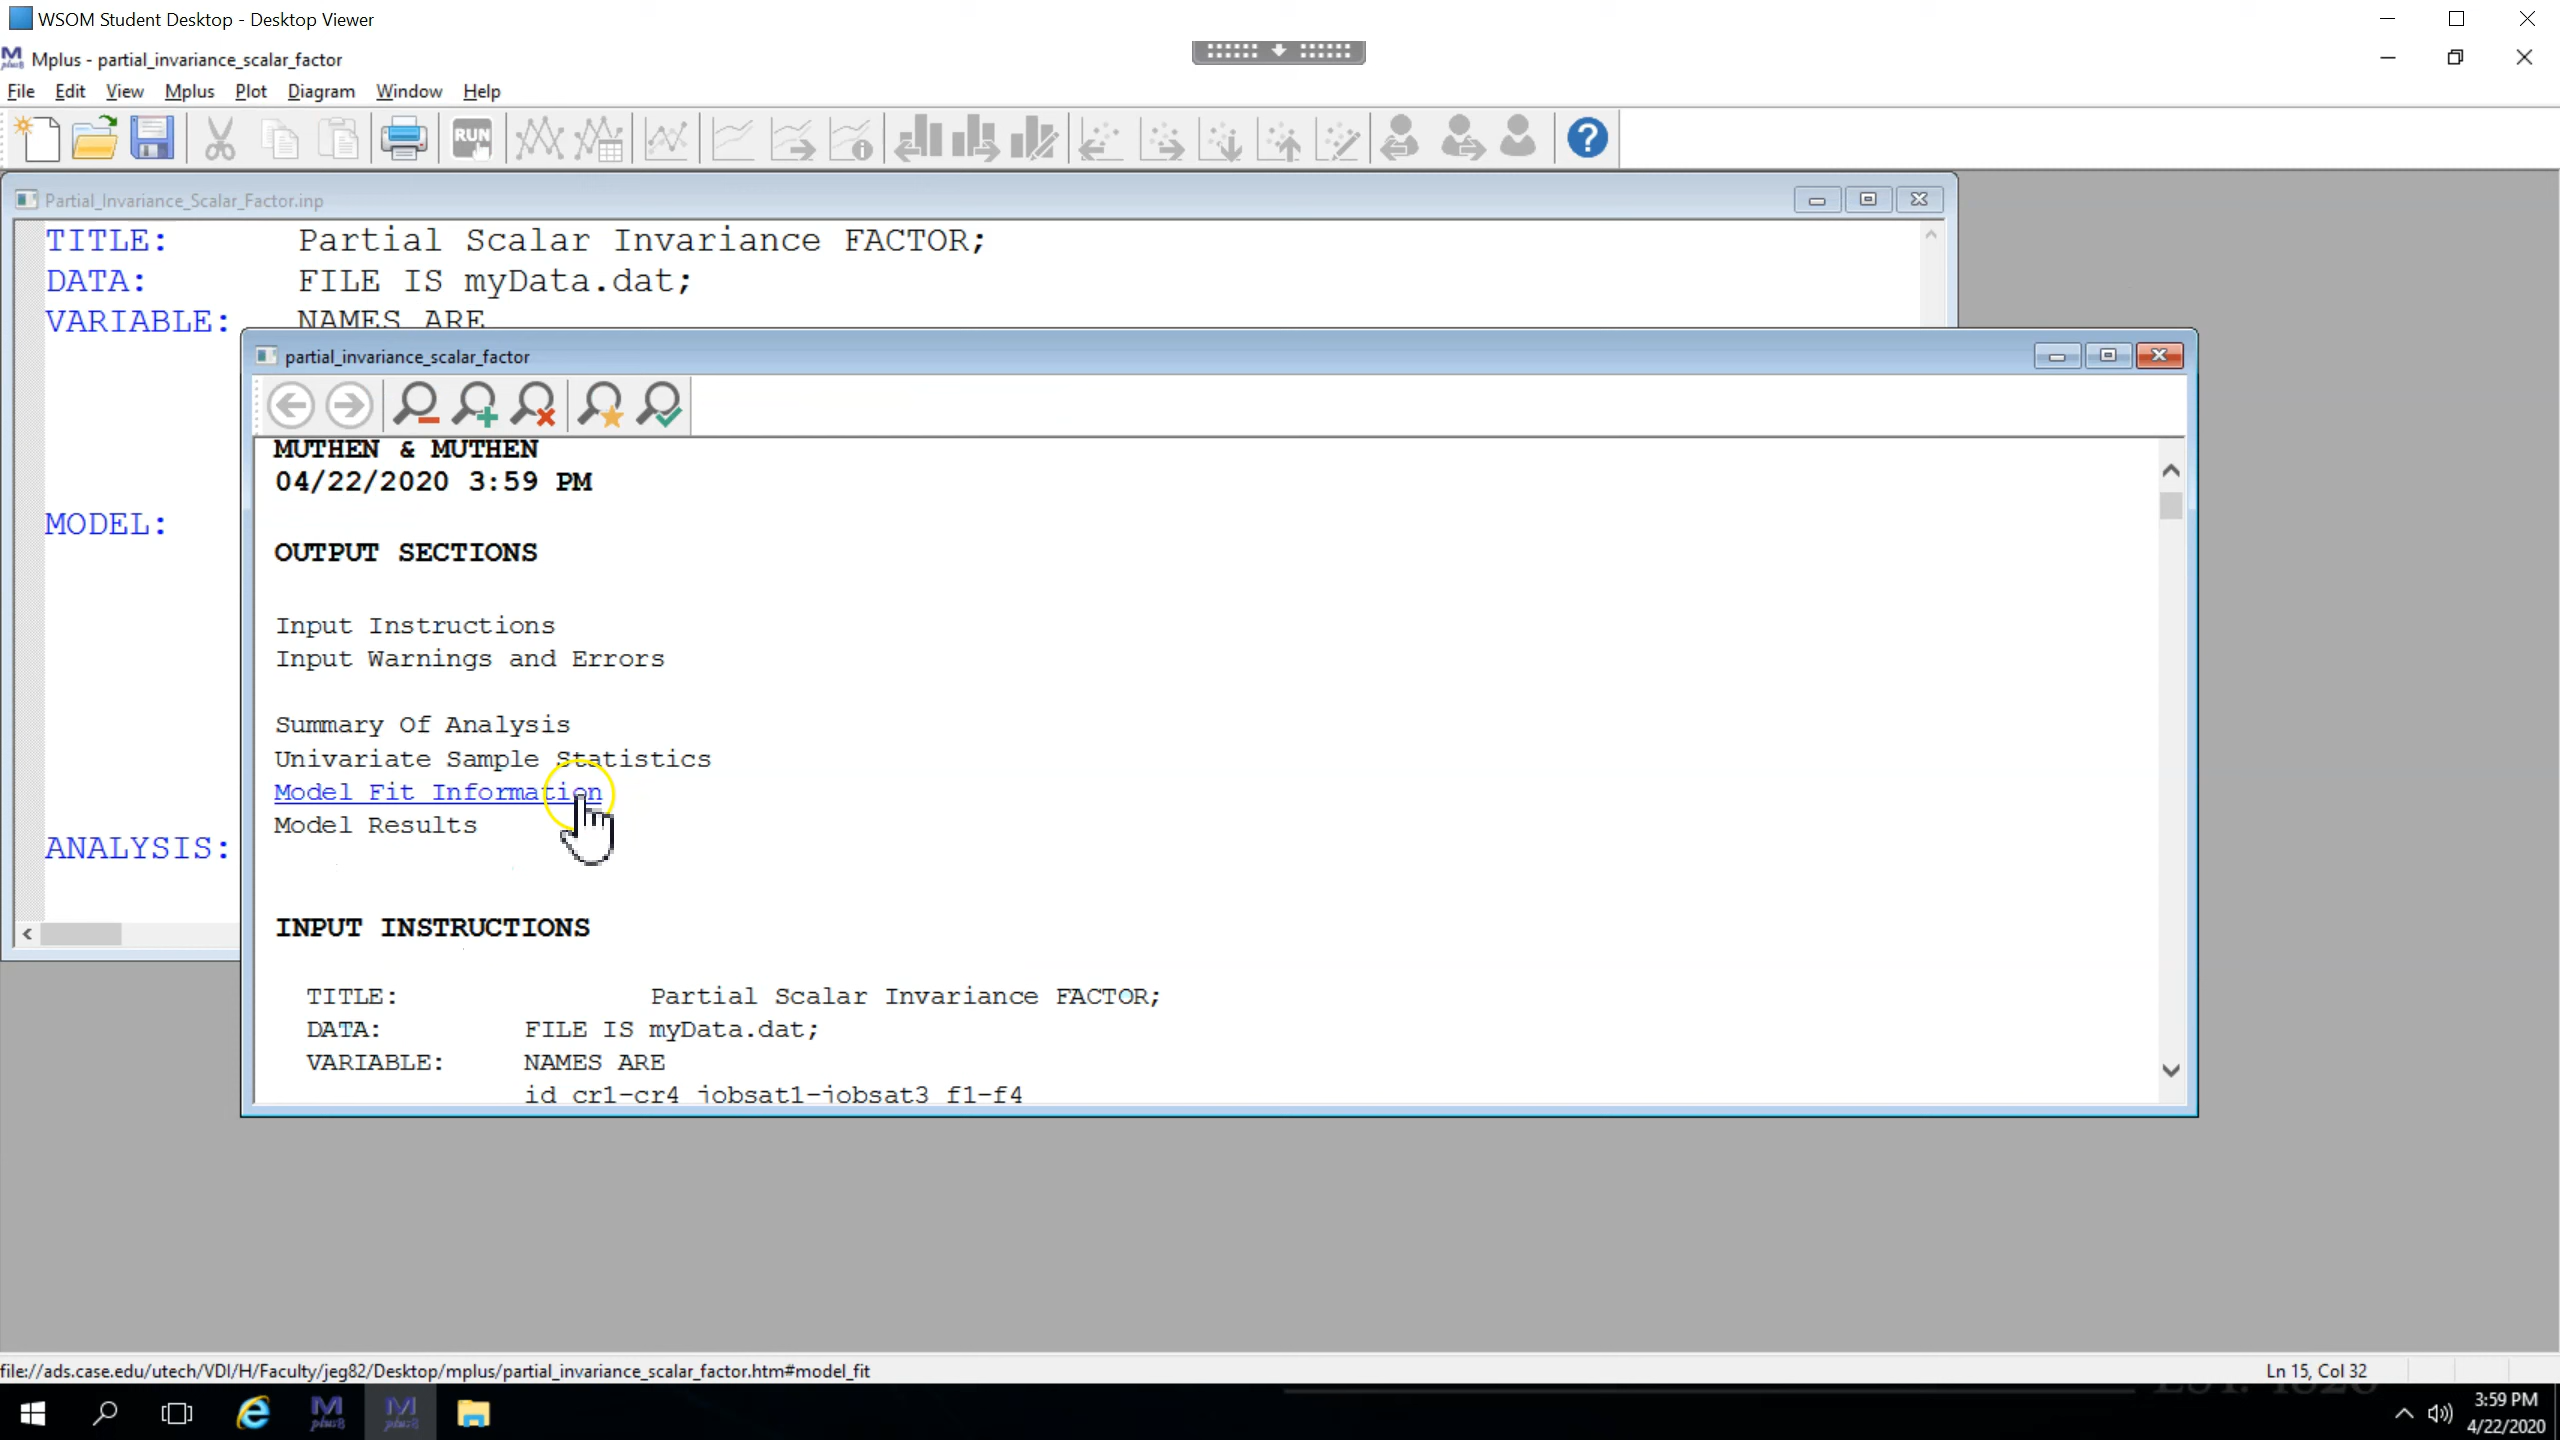 WSOM Student Desktop - Desktop Viewer
Mplus - partial_invariance_scalar_factor
File Edit View Mplus Plot Diagram Window Help
RUN
Partial_Invariance_Scalar_Factor.inp
TITLE: Partial Scalar Invariance FACTOR;
DATA: FILE IS myData.dat;
VARIABLE: NAMES ARE
MODEL:
ANALYSIS:
partial_invariance_scalar_factor
MUTHEN & MUTHEN
04/22/2020 3:59 PM
OUTPUT SECTIONS
Input Instructions
Input Warnings and Errors
Summary Of Analysis
Univariate Sample Statistics
Model Fit Information
Model Results
INPUT INSTRUCTIONS
TITLE: Partial Scalar Invariance FACTOR;
DATA: FILE IS myData.dat;
VARIABLE: NAMES ARE
id cr1-cr4 jobsat1-jobsat3 f1-f4
file://ads.case.edu/utech/VDI/H/Faculty/jeg82/Desktop/mplus/partial_invariance_scalar_factor.htm#model_fit
Ln 15, Col 32
M plus8
M plus8
3:59 PM
4/22/2020